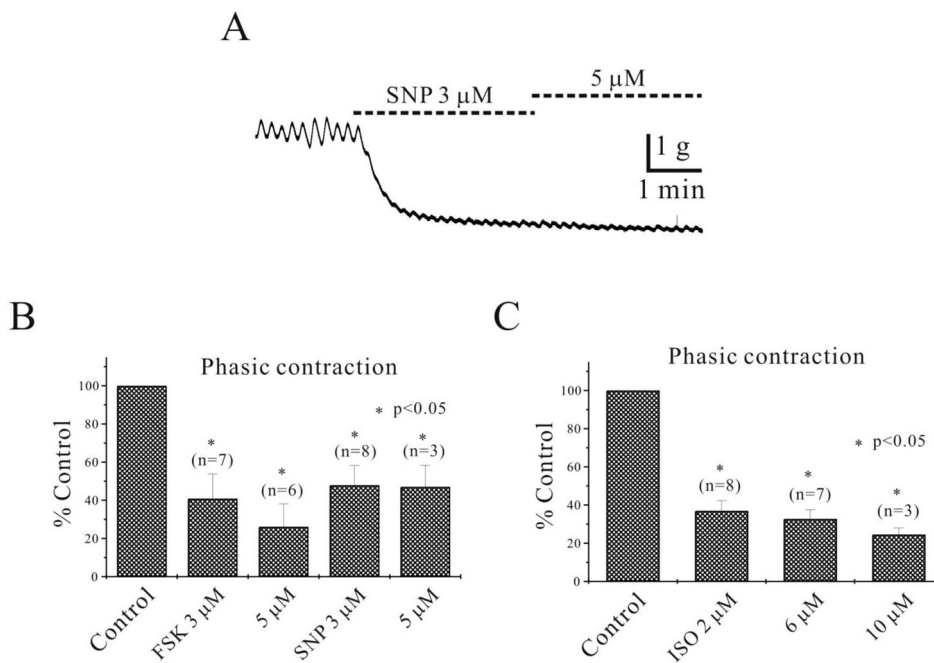 A
SNP 3 µM
5 µM
1 g
1 min
B
Phasic contraction
* p<0.05
% Control
100
80
60
40
20
0
*
(n=7)
*
(n=6)
*
(n=8)
*
(n=3)
Control
FSK 3 µM
5 µM
SNP 3 µM
5 µM
C
Phasic contraction
* p<0.05
% Control
100
80
60
40
20
0
*
(n=8)
*
(n=7)
*
(n=3)
Control
ISO 2 µM
6 µM
10 µM